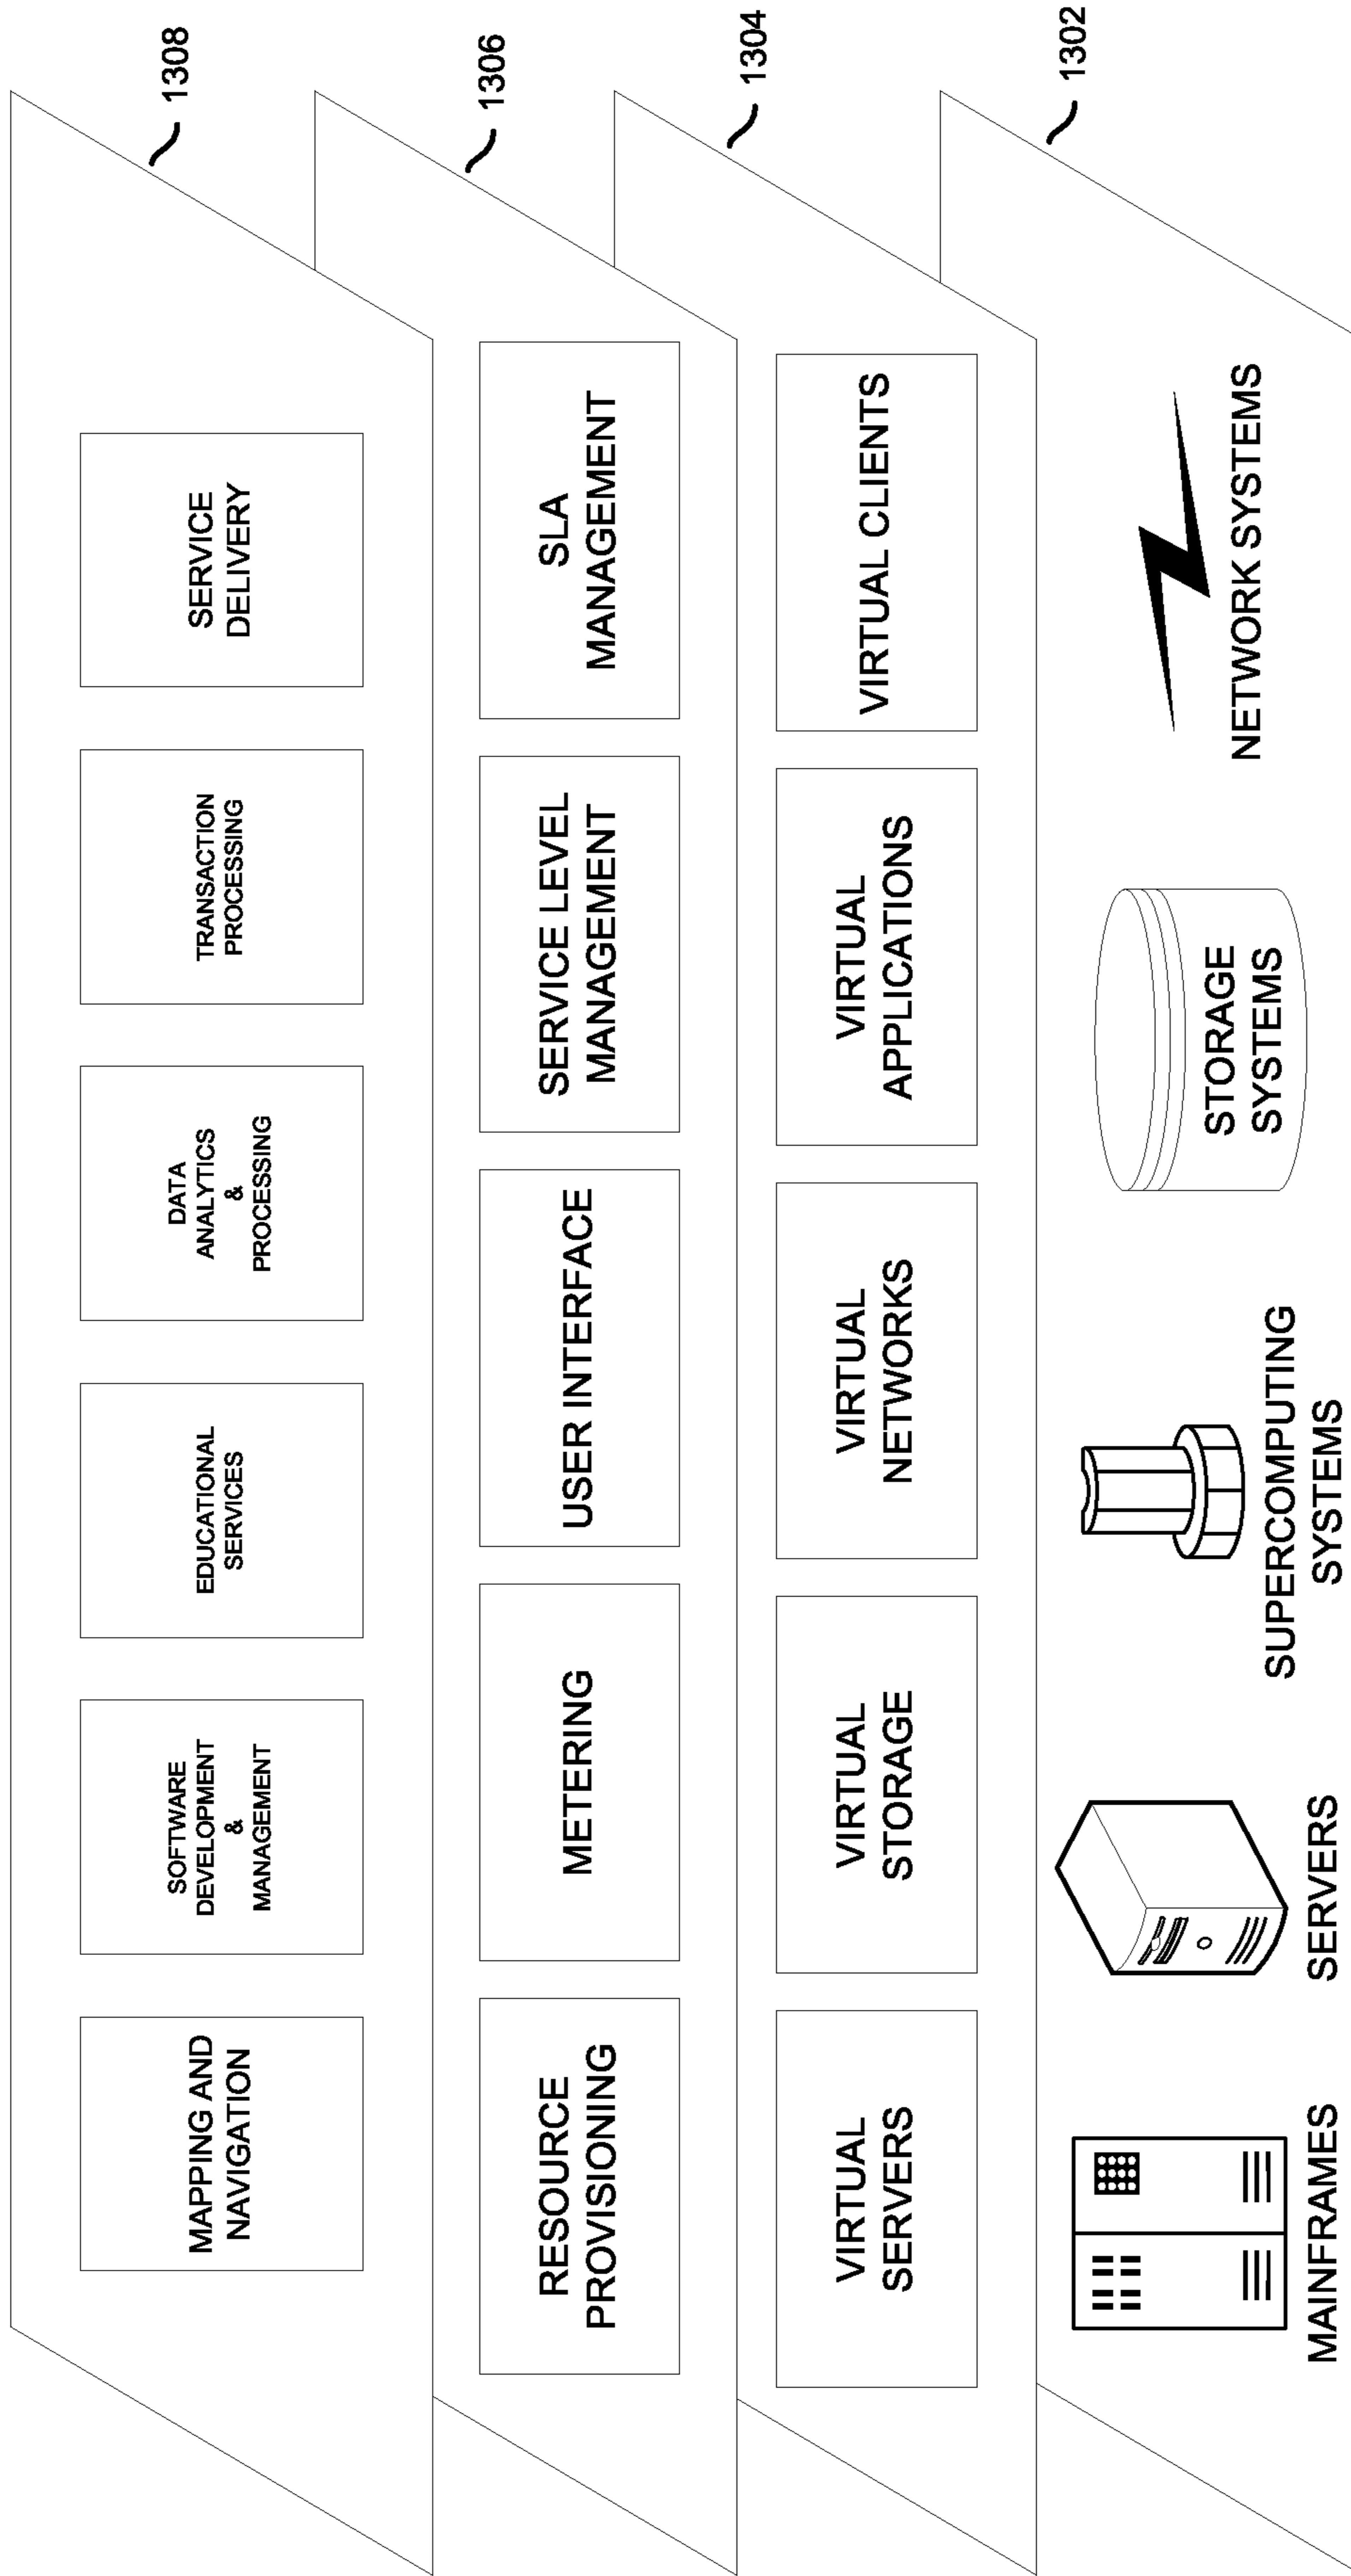 MAPPING AND
NAVIGATION
SOFTWARE
DEVELOPMENT
&
MANAGEMENT
EDUCATIONAL
SERVICES
DATA
ANALYTICS
&
PROCESSING
TRANSACTION
PROCESSING
SERVICE
DELIVERY
1308
RESOURCE
PROVISIONING
METERING
USER INTERFACE
SERVICE LEVEL
MANAGEMENT
SLA
MANAGEMENT
1306
VIRTUAL
SERVERS
VIRTUAL
STORAGE
VIRTUAL
NETWORKS
VIRTUAL
APPLICATIONS
VIRTUAL CLIENTS
1304
MAINFRAMES
SERVERS
SUPERCOMPUTING
SYSTEMS
STORAGE
SYSTEMS
NETWORK SYSTEMS
1302